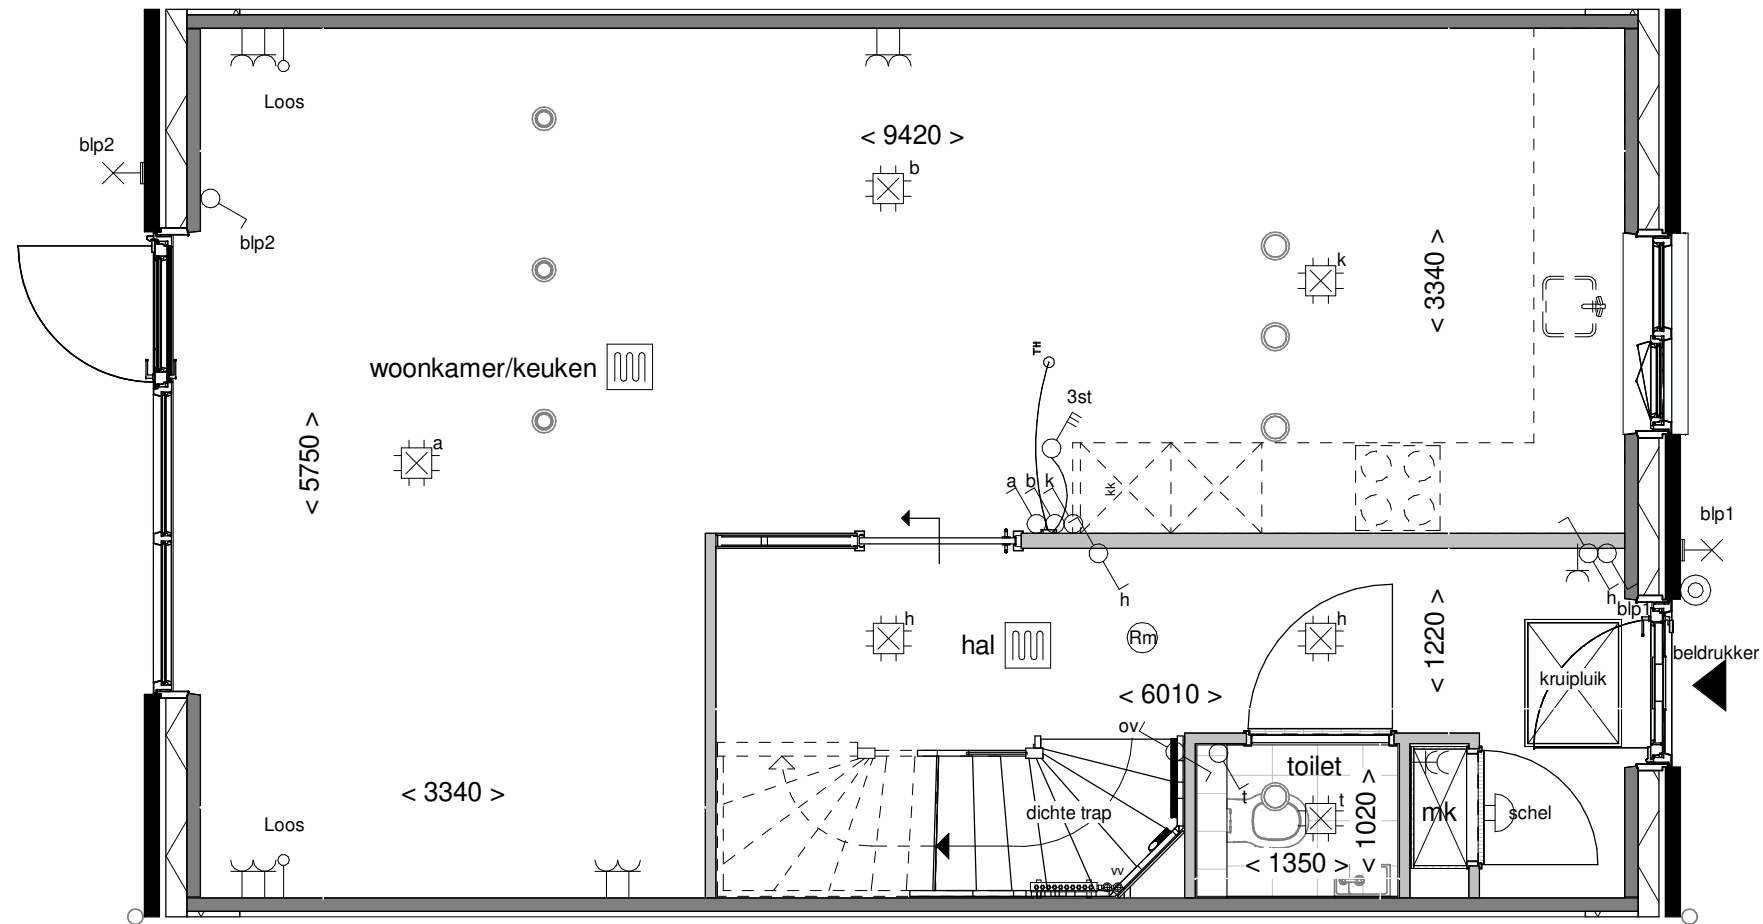 Loos
blp2
< 9420 >
b
blp2
k
< 3340 >
TH
woonkamer/keuken
3st
< 5750 >
a
a b k
kk
blp1
h
h
blp1
h
hal
Rm
h
< 1220 >
beldrukker
kruipluik
< 6010 >
ov
toilet
< 3340 >
t
t
< 1020 >
mk
schel
dichte trap
Loos
< 1350 >
vv